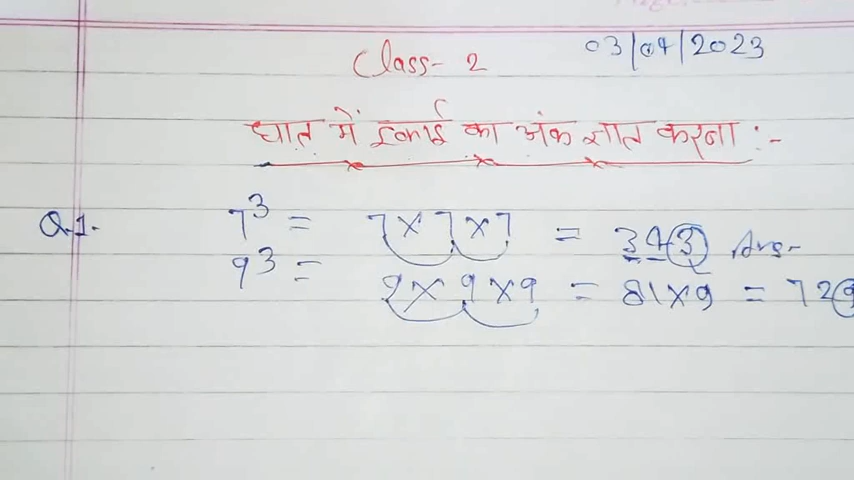 Class- 2 03/04/2023
घात में इकाई का अंक ज्ञात करना :-
Q.1. 7³ = 7×7×7 = 343 Ans-
9³ = 9×9×9 = 81×9 = 729